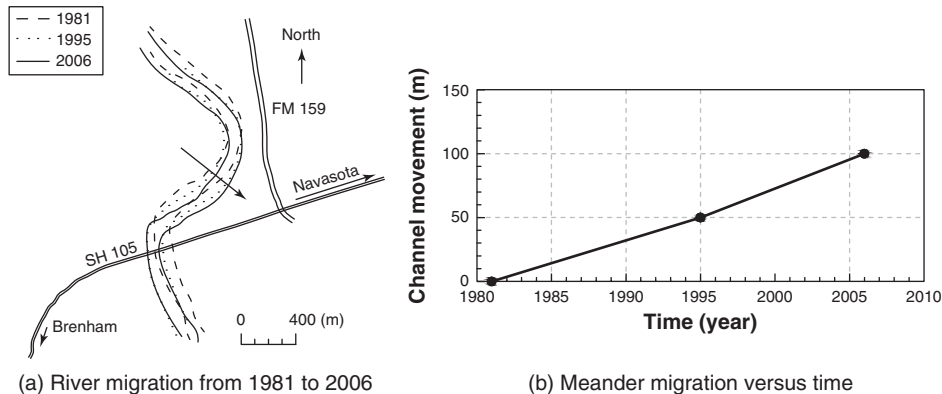 1981
1995
2006
North
FM 159
Navasota
SH 105
Brenham
0 400 (m)
(a) River migration from 1981 to 2006
Channel movement (m)
150
100
50
0
1980 1985 1990 1995 2000 2005 2010
Time (year)
(b) Meander migration versus time